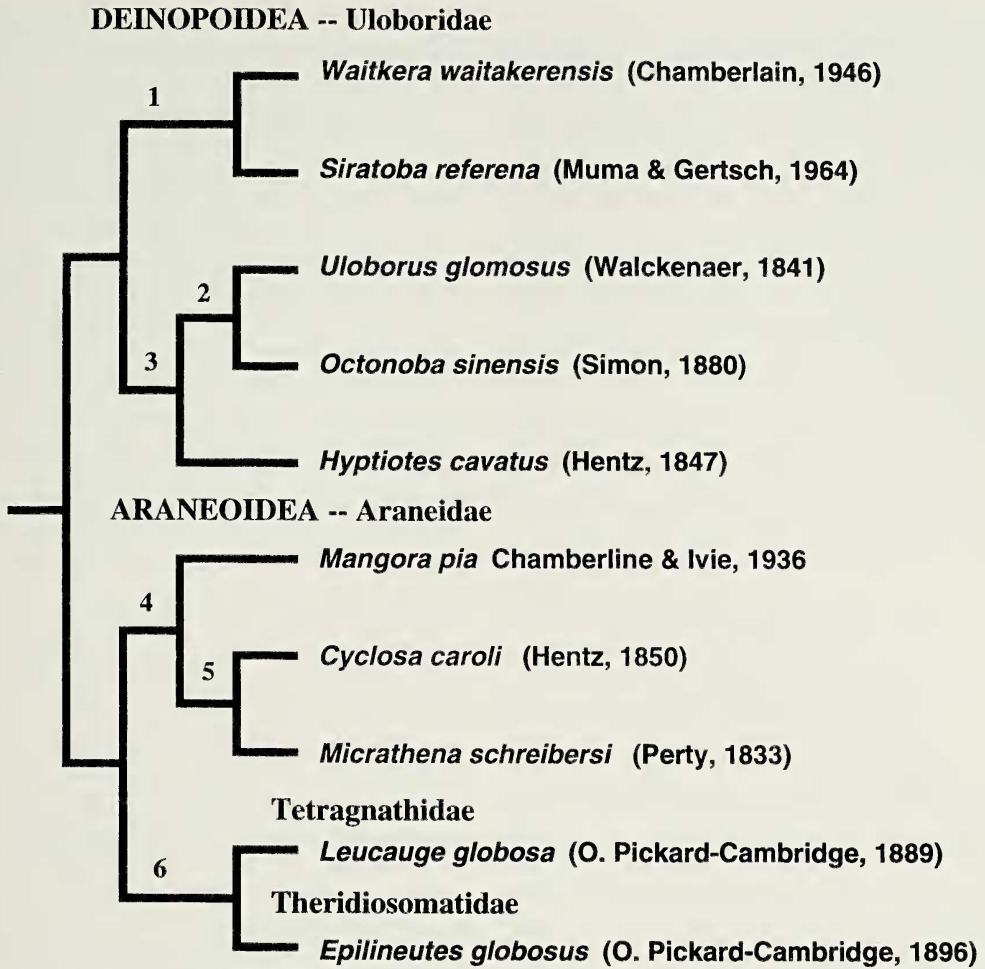 DEINOPOIDEA -- Uloboridae
Waitkera waitakerensis (Chamberlain, 1946)
1
Siratoba referena (Muma & Gertsch, 1964)
Uloborus glomosus (Walckenaer, 1841)
2
3
Octonoba sinensis (Simon, 1880)
Hyptiotes cavatus (Hentz, 1847)
ARANEOIDEA -- Araneidae
Mangora pia Chamberline & Ivie, 1936
4
Cyclosa caroli (Hentz, 1850)
5
Micrathena schreibersi (Perty, 1833)
Tetragnathidae
Leucauge globosa (O. Pickard-Cambridge, 1889)
6
Theridiosomatidae
Epilineutes globosus (O. Pickard-Cambridge, 1896)